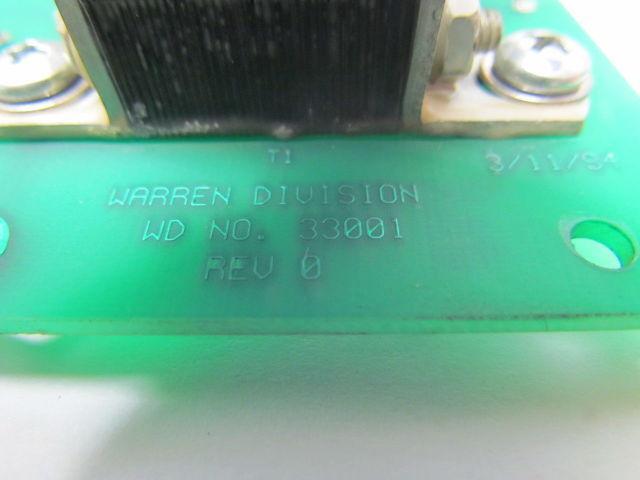 T1
3/11/94
WARREN DIVISION
WD NO. 33001
REV 0